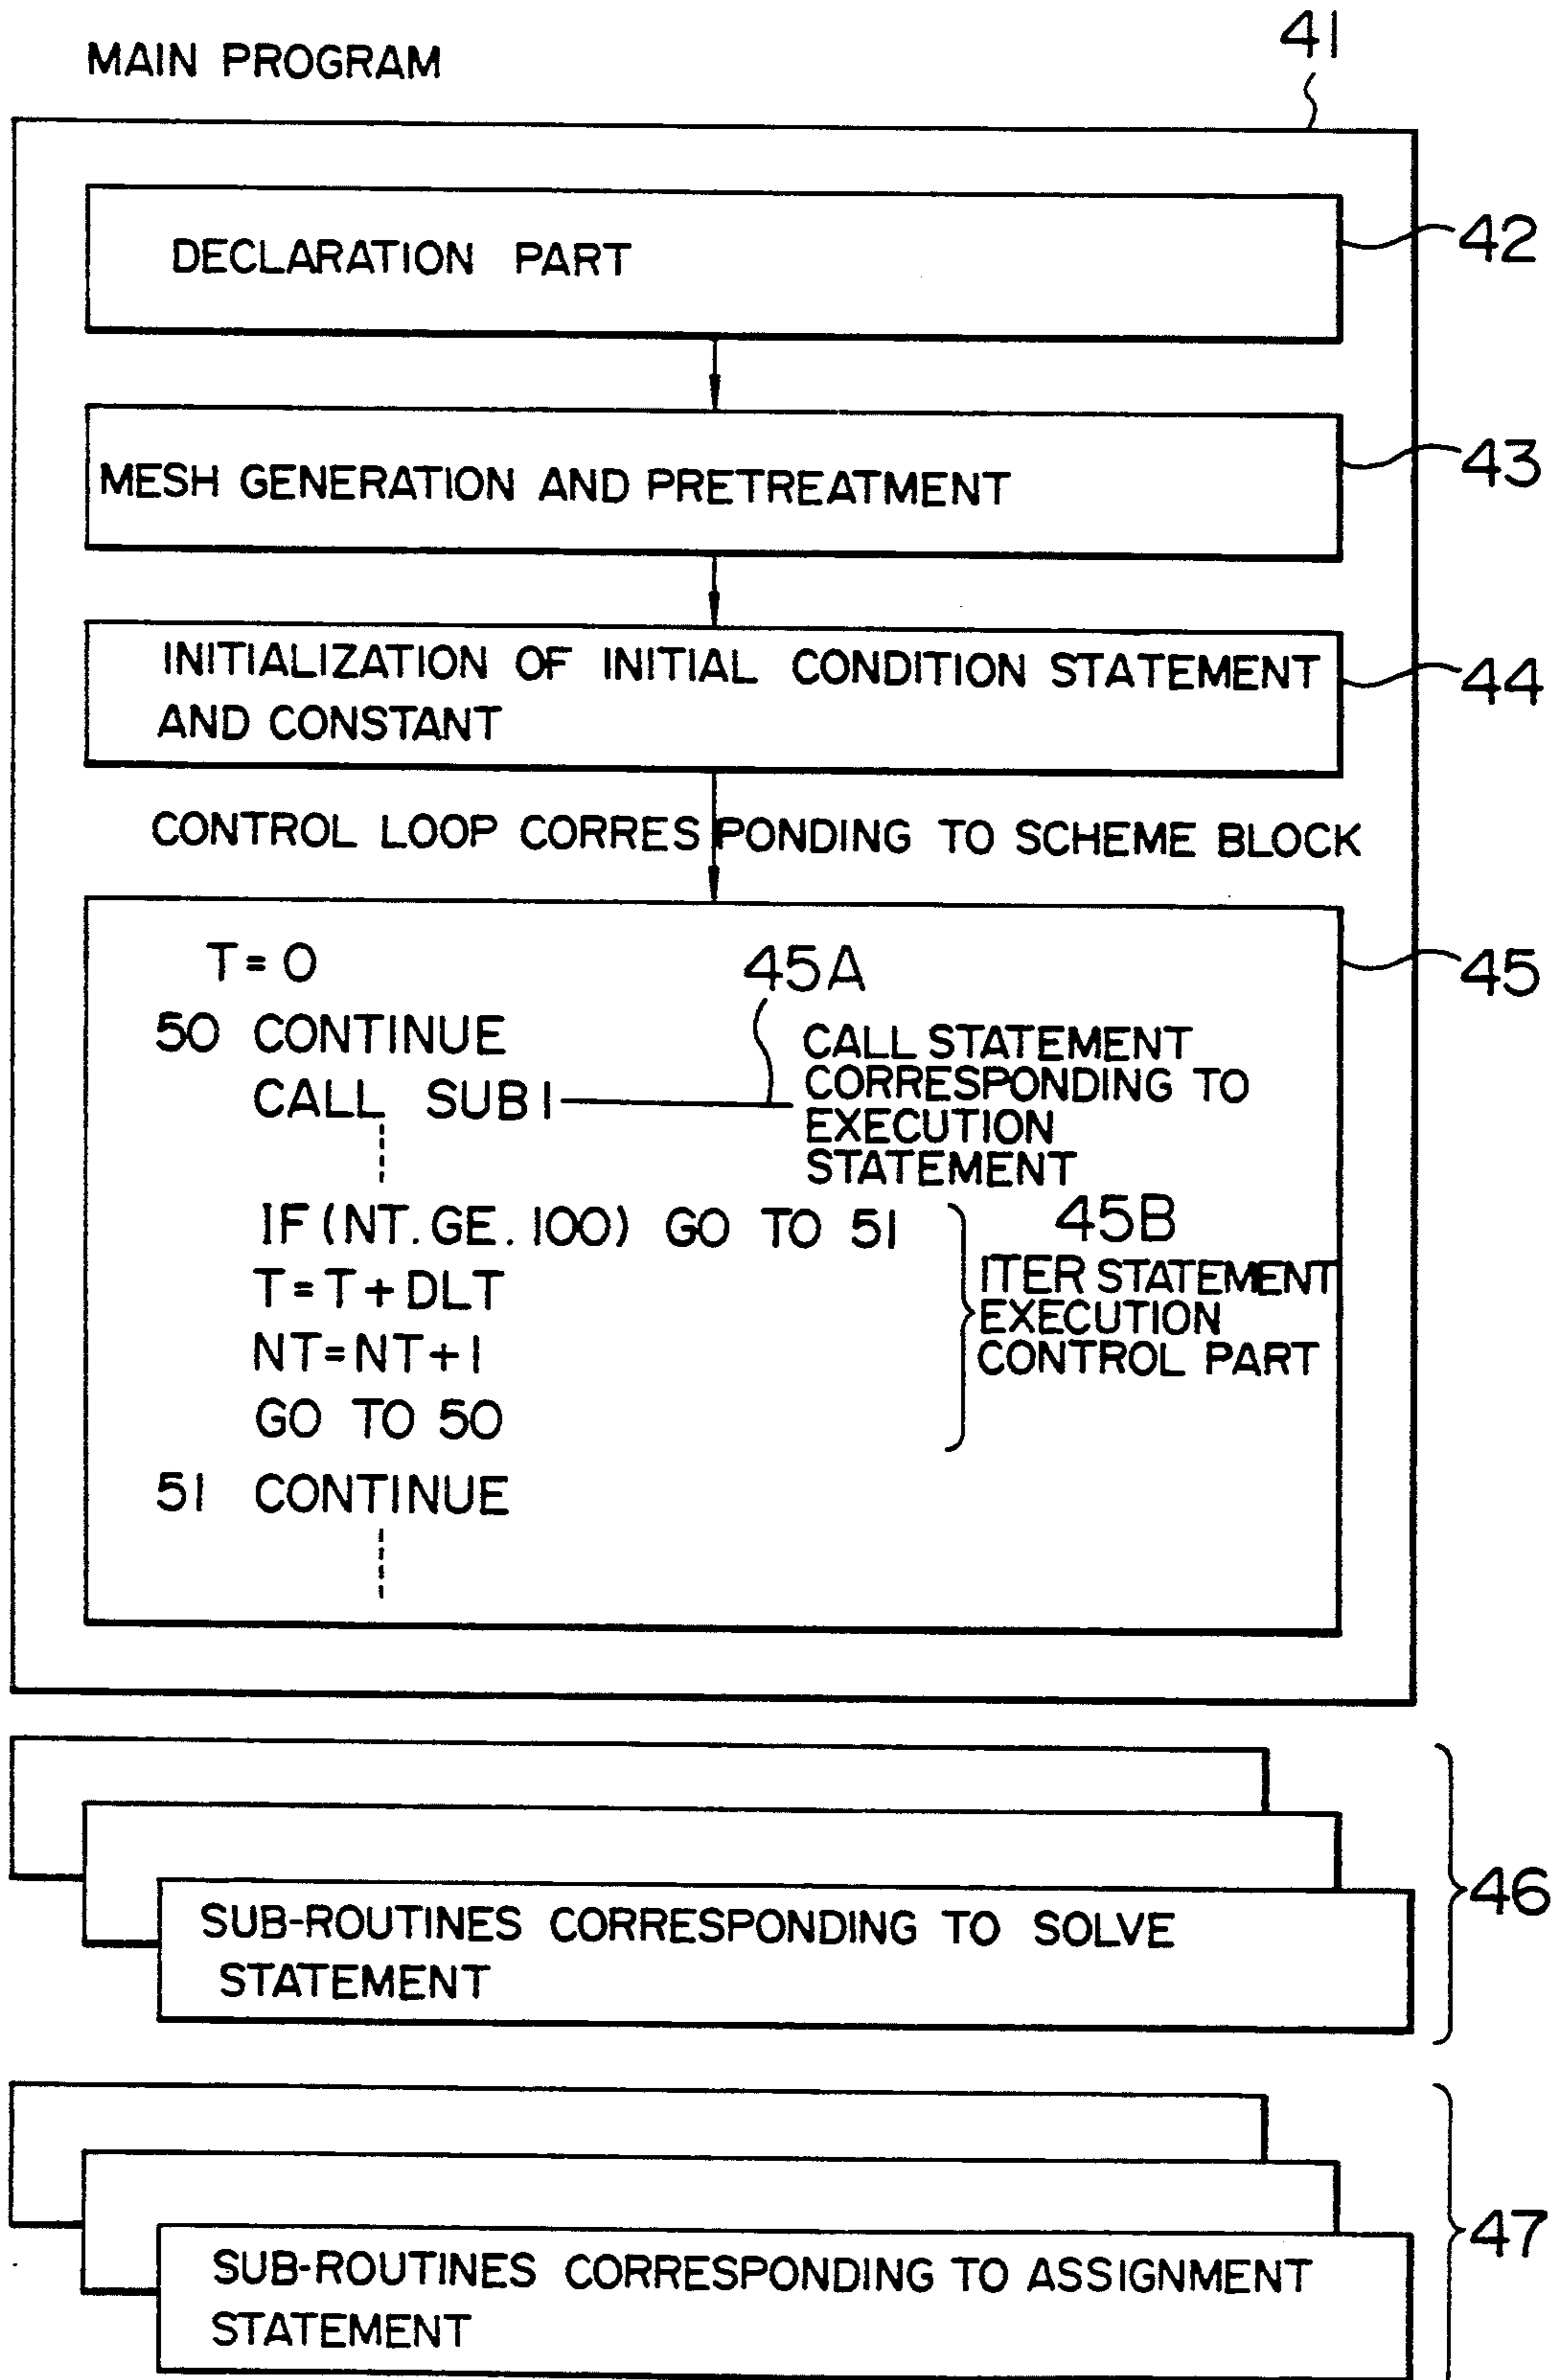 MAIN PROGRAM
41
DECLARATION PART
42
MESH GENERATION AND PRETREATMENT
43
INITIALIZATION OF INITIAL CONDITION STATEMENT
AND CONSTANT
44
CONTROL LOOP CORRESPONDING TO SCHEME BLOCK
T=0
45A
45
50 CONTINUE
CALL SUB1
CALL STATEMENT
CORRESPONDING TO
EXECUTION
STATEMENT
IF(NT.GE.100) GO TO 51
T=T+DLT
NT=NT+1
GO TO 50
45B
ITER STATEMENT
EXECUTION
CONTROL PART
51 CONTINUE
SUB-ROUTINES CORRESPONDING TO SOLVE
STATEMENT
46
SUB-ROUTINES CORRESPONDING TO ASSIGNMENT
STATEMENT
47